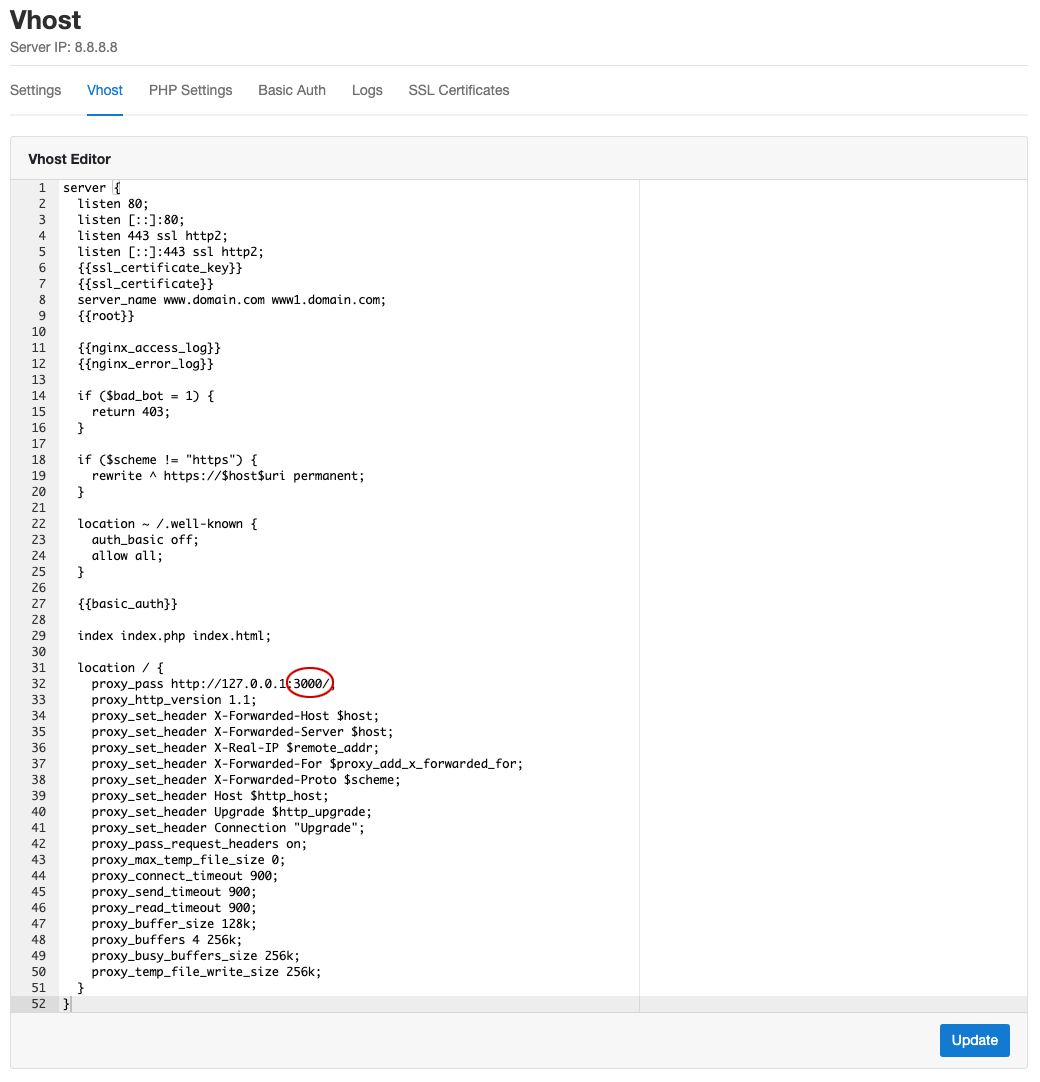 Vhost
Server IP: 8.8.8.8
Settings Vhost PHP Settings Basic Auth Logs SSL Certificates
Vhost Editor
1 server {
2 listen 80;
3 listen [::]:80;
4 listen 443 ssl http2;
5 listen [::]:443 ssl http2;
6 {{ssl_certificate_key}}
7 {{ssl_certificate}}
8 server_name www.domain.com www1.domain.com;
9 {{root}}
10
11 {{nginx_access_log}}
12 {{nginx_error_log}}
13
14 if ($bad_bot = 1) {
15 return 403;
16 }
17
18 if ($scheme != "https") {
19 rewrite ^ https://$host$uri permanent;
20 }
21
22 location ~ /.well-known {
23 auth_basic off;
24 allow all;
25 }
26
27 {{basic_auth}}
28
29 index index.php index.html;
30
31 location / {
32 proxy_pass http://127.0.0.1:3000/;
33 proxy_http_version 1.1;
34 proxy_set_header X-Forwarded-Host $host;
35 proxy_set_header X-Forwarded-Server $host;
36 proxy_set_header X-Real-IP $remote_addr;
37 proxy_set_header X-Forwarded-For $proxy_add_x_forwarded_for;
38 proxy_set_header X-Forwarded-Proto $scheme;
39 proxy_set_header Host $http_host;
40 proxy_set_header Upgrade $http_upgrade;
41 proxy_set_header Connection "Upgrade";
42 proxy_pass_request_headers on;
43 proxy_max_temp_file_size 0;
44 proxy_connect_timeout 900;
45 proxy_send_timeout 900;
46 proxy_read_timeout 900;
47 proxy_buffer_size 128k;
48 proxy_buffers 4 256k;
49 proxy_busy_buffers_size 256k;
50 proxy_temp_file_write_size 256k;
51 }
52 }
Update